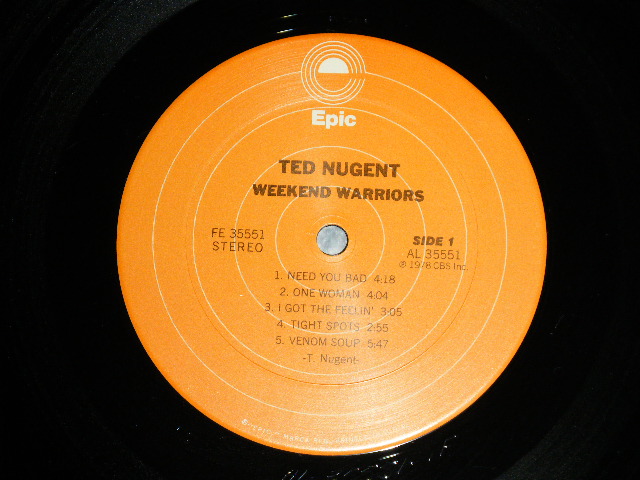 Epic
TED NUGENT
WEEKEND WARRIORS
FE 35551
STEREO
SIDE 1
AL 35551
℗ 1978 CBS Inc.
1. NEED YOU BAD 4:18
2. ONE WOMAN 4:04
3. I GOT THE FEELIN' 3:05
4. TIGHT SPOTS 2:55
5. VENOM SOUP 5:47
-T. Nugent-